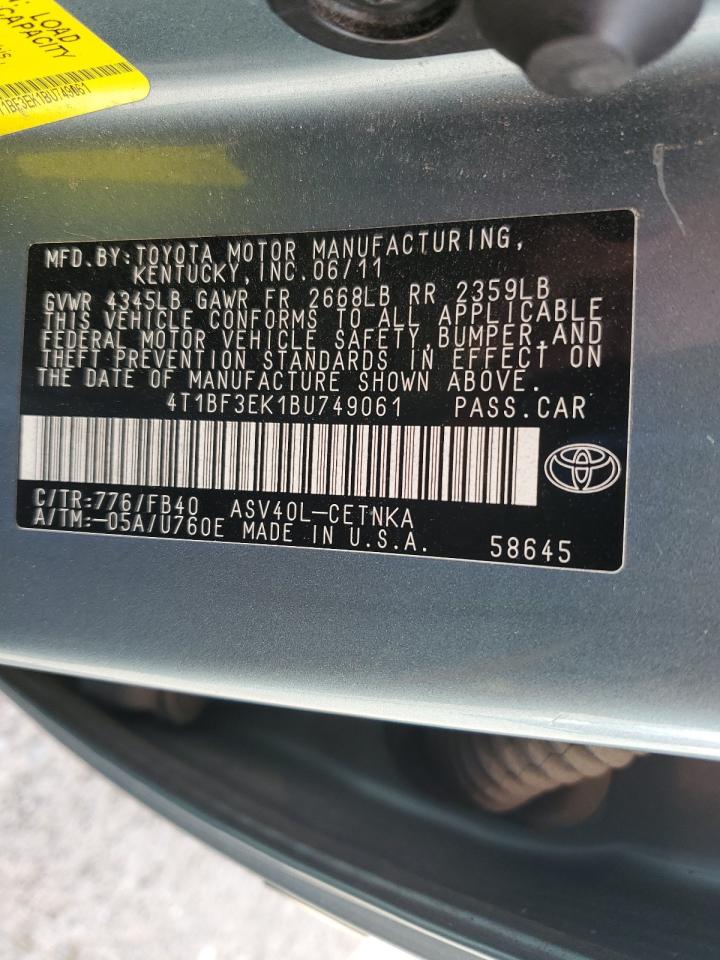 : LOAD
CAPACITY
T1BF3EK1BU749061
MFD.BY:TOYOTA MOTOR MANUFACTURING,
KENTUCKY,INC.06/11
GVWR 4345LB GAWR FR 2668LB RR 2359LB
THIS VEHICLE CONFORMS TO ALL APPLICABLE
FEDERAL MOTOR VEHICLE SAFETY,BUMPER,AND
THEFT PREVENTION STANDARDS IN EFFECT ON
THE DATE OF MANUFACTURE SHOWN ABOVE.
4T1BF3EK1BU749061 PASS.CAR
C/TR:776/FB40 ASV40L-CETNKA
A/TM:-05A/U760E MADE IN U.S.A. 58645